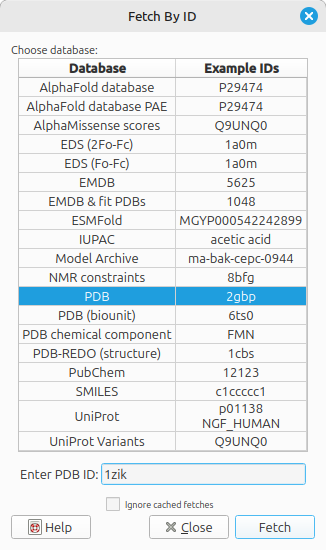 Fetch By ID
Choose database:
Database Example IDs
AlphaFold database P29474
AlphaFold database PAE P29474
AlphaMissense scores Q9UNQ0
EDS (2Fo-Fc) 1a0m
EDS (Fo-Fc) 1a0m
EMDB 5625
EMDB & fit PDBs 1048
ESMFold MGYP000542242899
IUPAC acetic acid
Model Archive ma-bak-cepc-0944
NMR constraints 8bfg
PDB 2gbp
PDB (biounit) 6ts0
PDB chemical component FMN
PDB-REDO (structure) 1cbs
PubChem 12123
SMILES c1ccccc1
UniProt p01138
NGF_HUMAN
UniProt Variants Q9UNQ0
Enter PDB ID: 1zik
Ignore cached fetches
Help Close Fetch